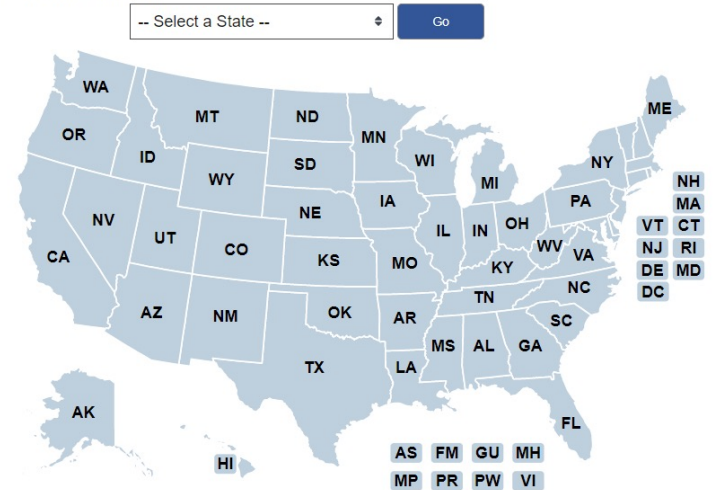 -- Select a State --
Go
WA
ME
MT
ND
OR
MN
ID
SD
WI
NY
WY
MI
NH
IA
PA
MA
NE
NV
OH
VT CT
UT
IL
IN
CO
WV
NJ RI
CA
KS
MO
VA
KY
DE MD
NC
DC
TN
AZ
NM
OK
AR
SC
MS
AL
GA
TX
LA
AK
FL
HI
AS FM GU MH
MP PR PW VI